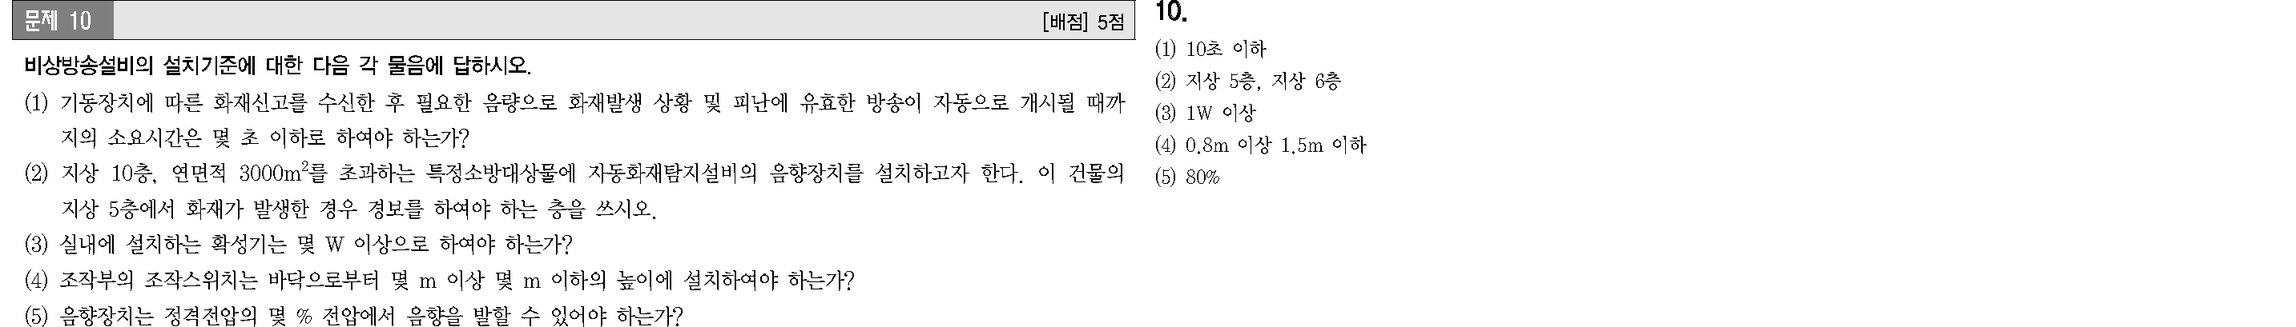 문제 10
[배점] 5점
비상방송설비의 설치기준에 대한 다음 각 물음에 답하시오.
(1) 기동장치에 따른 화재신고를 수신한 후 필요한 음량으로 화재발생 상황 및 피난에 유효한 방송이 자동으로 개시될 때까
지의 소요시간은 몇 초 이하로 하여야 하는가?
(2) 지상 10층, 연면적 3000m²를 초과하는 특정소방대상물에 자동화재탐지설비의 음향장치를 설치하고자 한다. 이 건물의
지상 5층에서 화재가 발생한 경우 경보를 하여야 하는 층을 쓰시오.
(3) 실내에 설치하는 확성기는 몇 W 이상으로 하여야 하는가?
(4) 조작부의 조작스위치는 바닥으로부터 몇 m 이상 몇 m 이하의 높이에 설치하여야 하는가?
(5) 음향장치는 정격전압의 몇 % 전압에서 음향을 발할 수 있어야 하는가?
10.
(1) 10초 이하
(2) 지상 5층, 지상 6층
(3) 1W 이상
(4) 0.8m 이상 1.5m 이하
(5) 80%